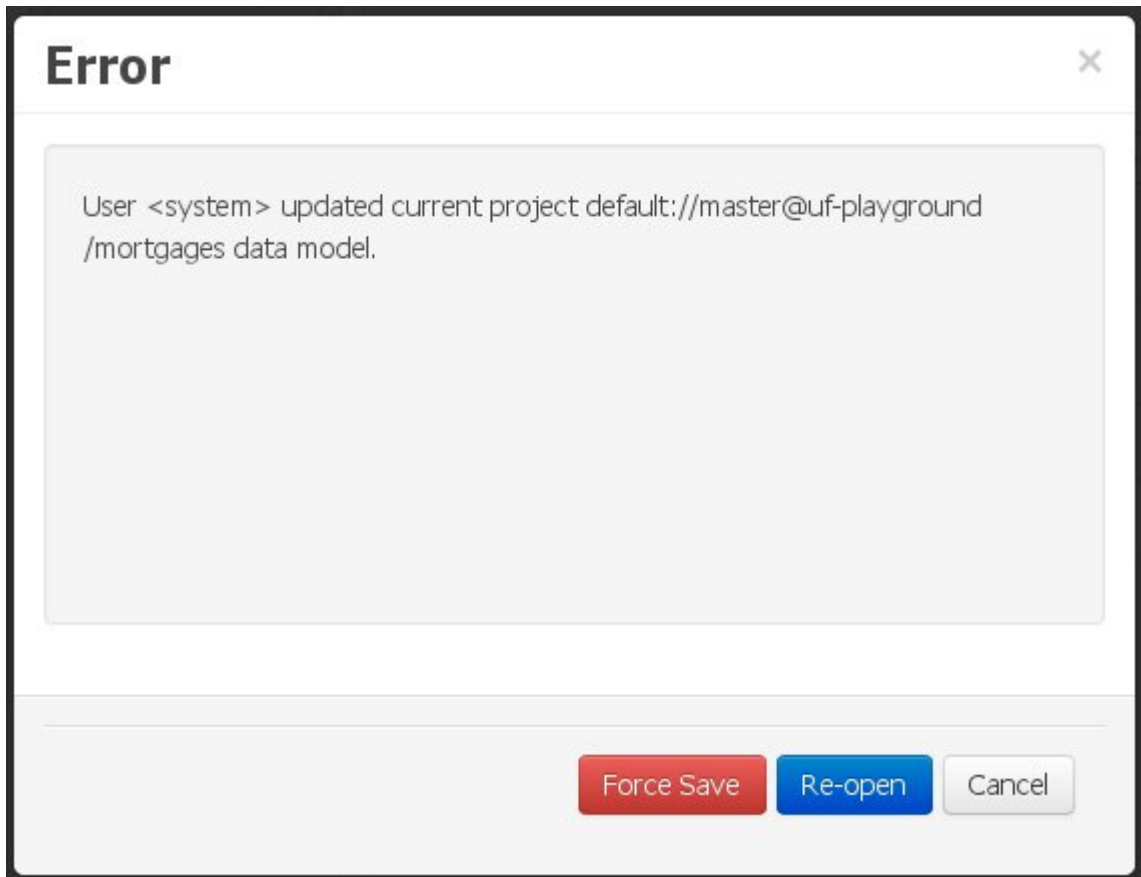 Error
×
User <system> updated current project default://master@uf-playground
/mortgages data model.
Force Save Re-open Cancel